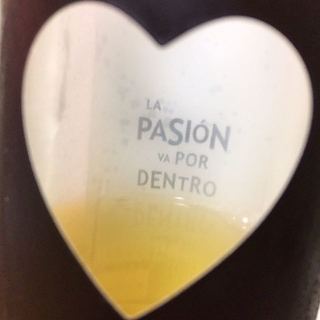 LA
PASIÓN
VA POR
DENTRO